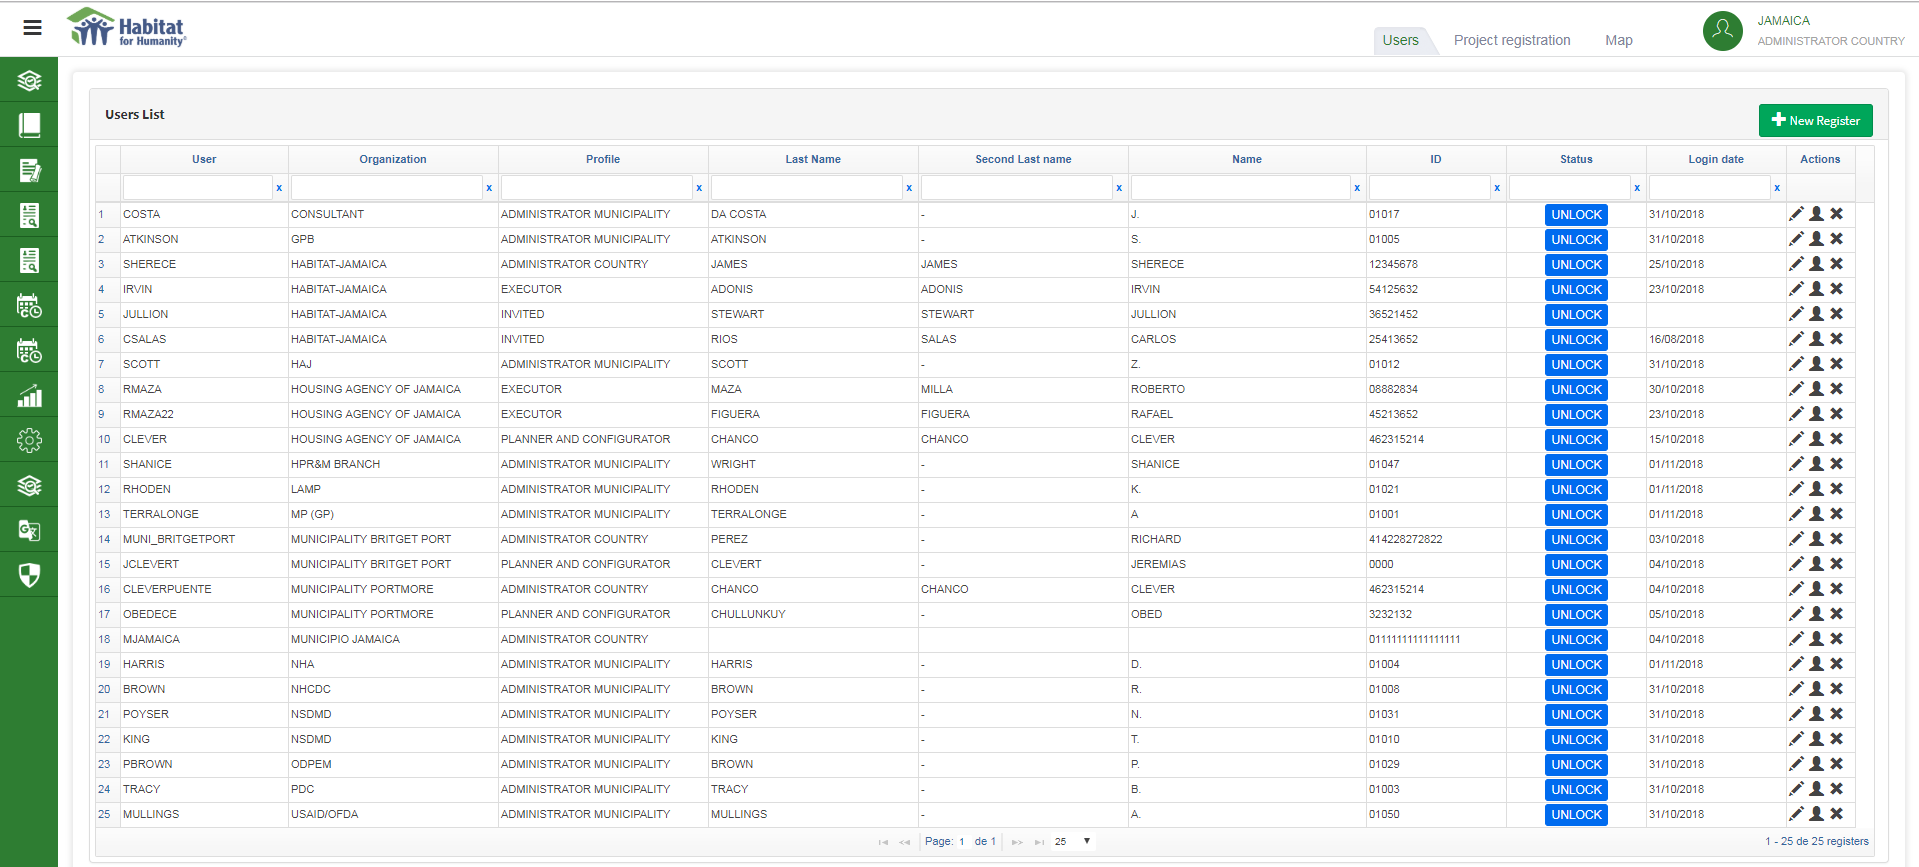 Habitat
for Humanity®
Users Project registration Map
JAMAICA
ADMINISTRATOR COUNTRY
Users List
New Register
User Organization Profile Last Name Second Last name Name ID Status Login date Actions
x x x x x x x x x
1 COSTA CONSULTANT ADMINISTRATOR MUNICIPALITY DA COSTA - J. 01017 UNLOCK 31/10/2018
2 ATKINSON GPB ADMINISTRATOR MUNICIPALITY ATKINSON - S. 01005 UNLOCK 31/10/2018
3 SHERECE HABITAT-JAMAICA ADMINISTRATOR COUNTRY JAMES JAMES SHERECE 12345678 UNLOCK 25/10/2018
4 IRVIN HABITAT-JAMAICA EXECUTOR ADONIS ADONIS IRVIN 54125632 UNLOCK 23/10/2018
5 JULLION HABITAT-JAMAICA INVITED STEWART STEWART JULLION 36521452 UNLOCK
6 CSALAS HABITAT-JAMAICA INVITED RIOS SALAS CARLOS 25413652 UNLOCK 16/08/2018
7 SCOTT HAJ ADMINISTRATOR MUNICIPALITY SCOTT - Z. 01012 UNLOCK 31/10/2018
8 RMAZA HOUSING AGENCY OF JAMAICA EXECUTOR MAZA MILLA ROBERTO 08882834 UNLOCK 30/10/2018
9 RMAZA22 HOUSING AGENCY OF JAMAICA EXECUTOR FIGUERA FIGUERA RAFAEL 45213652 UNLOCK 23/10/2018
10 CLEVER HOUSING AGENCY OF JAMAICA PLANNER AND CONFIGURATOR CHANCO CHANCO CLEVER 462315214 UNLOCK 15/10/2018
11 SHANICE HPR&M BRANCH ADMINISTRATOR MUNICIPALITY WRIGHT - SHANICE 01047 UNLOCK 01/11/2018
12 RHODEN LAMP ADMINISTRATOR MUNICIPALITY RHODEN - K. 01021 UNLOCK 01/11/2018
13 TERRALONGE MP (GP) ADMINISTRATOR MUNICIPALITY TERRALONGE - A 01001 UNLOCK 01/11/2018
14 MUNI_BRITGETPORT MUNICIPALITY BRITGET PORT ADMINISTRATOR COUNTRY PEREZ - RICHARD 414228272822 UNLOCK 03/10/2018
15 JCLEVERT MUNICIPALITY BRITGET PORT PLANNER AND CONFIGURATOR CLEVERT - JEREMIAS 0000 UNLOCK 04/10/2018
16 CLEVERPUENTE MUNICIPALITY PORTMORE ADMINISTRATOR COUNTRY CHANCO CHANCO CLEVER 462315214 UNLOCK 04/10/2018
17 OBEDECE MUNICIPALITY PORTMORE PLANNER AND CONFIGURATOR CHULLUNKUY - OBED 3232132 UNLOCK 05/10/2018
18 MJAMAICA MUNICIPIO JAMAICA ADMINISTRATOR COUNTRY 01111111111111111 UNLOCK 04/10/2018
19 HARRIS NHA ADMINISTRATOR MUNICIPALITY HARRIS - D. 01004 UNLOCK 01/11/2018
20 BROWN NHCDC ADMINISTRATOR MUNICIPALITY BROWN - R. 01008 UNLOCK 31/10/2018
21 POYSER NSDMD ADMINISTRATOR MUNICIPALITY POYSER - N. 01031 UNLOCK 31/10/2018
22 KING NSDMD ADMINISTRATOR MUNICIPALITY KING - T. 01010 UNLOCK 31/10/2018
23 PBROWN ODPEM ADMINISTRATOR MUNICIPALITY BROWN - P. 01029 UNLOCK 31/10/2018
24 TRACY PDC ADMINISTRATOR MUNICIPALITY TRACY - B. 01003 UNLOCK 31/10/2018
25 MULLINGS USAID/OFDA ADMINISTRATOR MUNICIPALITY MULLINGS - A. 01050 UNLOCK 31/10/2018
Page: 1 de 1 25 1 - 25 de 25 registers